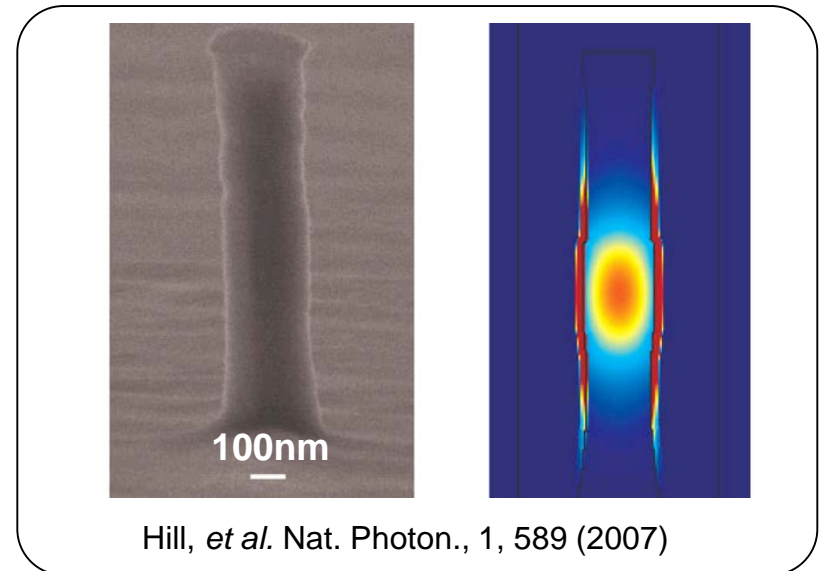 100nm
Hill, et al. Nat. Photon., 1, 589 (2007)